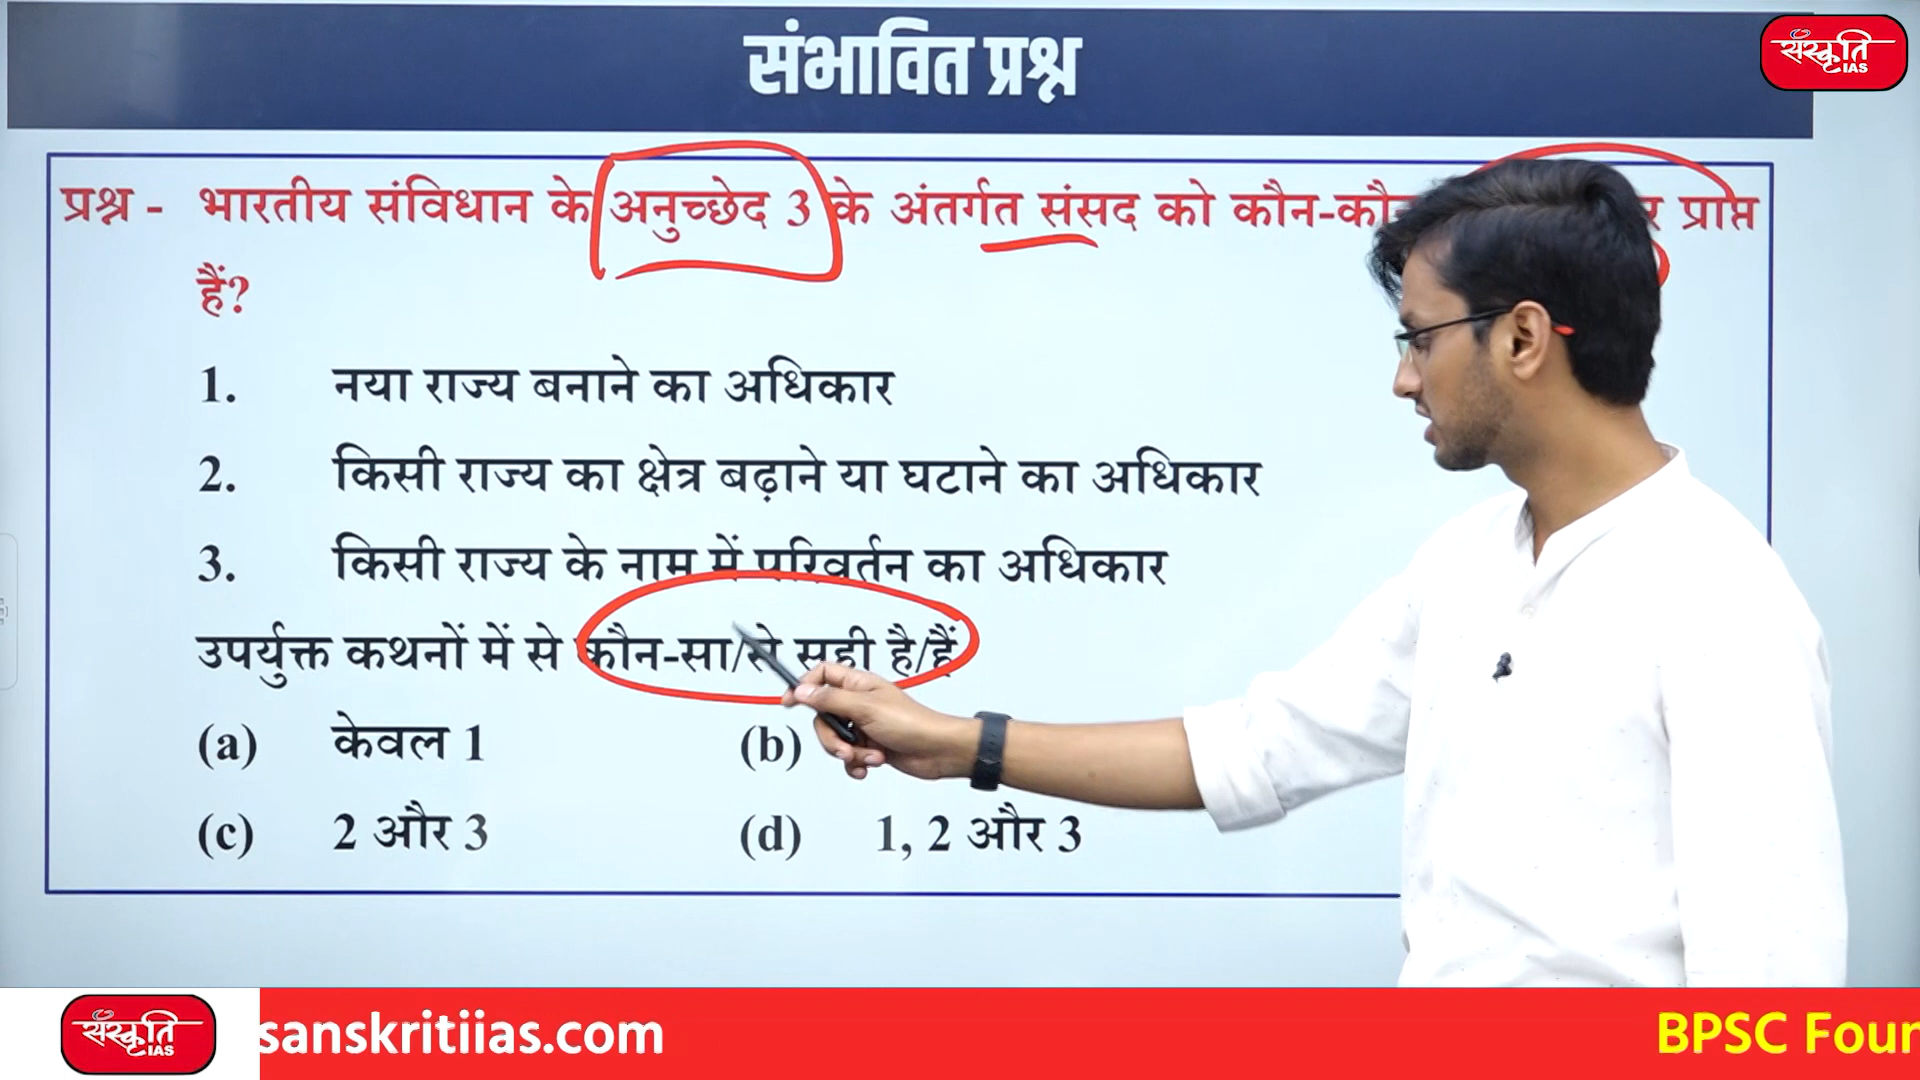 संभावित प्रश्न
संस्कृति
IAS
प्रश्न - भारतीय संविधान के अनुच्छेद 3 के अंतर्गत संसद को प्राप्त
हैं?
1. नया राज्य बनाने का अधिकार
2. किसी राज्य का क्षेत्र बढ़ाने या घटाने का अधिकार
3. किसी राज्य के नाम में परिवर्तन का अधिकार
उपर्युक्त कथनों में से कौन-सा/से सही है/हैं
(a) केवल 1 (b)
(c) 2 और 3 (d) 1, 2 और 3
संस्कृति
IAS
sanskritiias.com BPSC